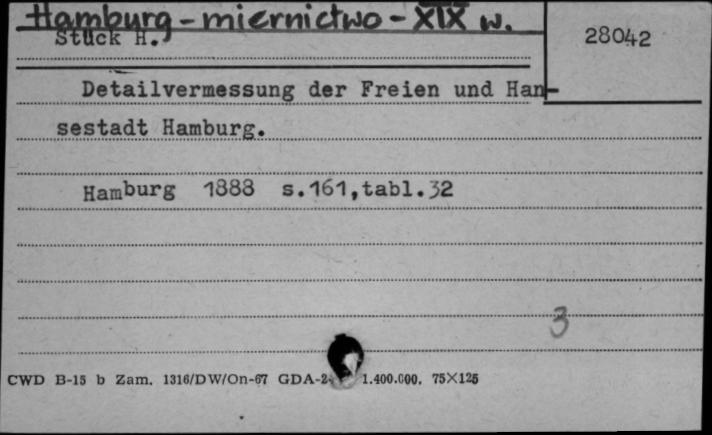 Hamburg - miernictwo - XIX w.
Stück H.
28042
Detailvermessung der Freien und Han-
sestadt Hamburg.
Hamburg 1888 s.161,tabl.32
3
CWD B-15 b Zam. 1316/DW/On-67 GDA-2 1.400.000. 75X125